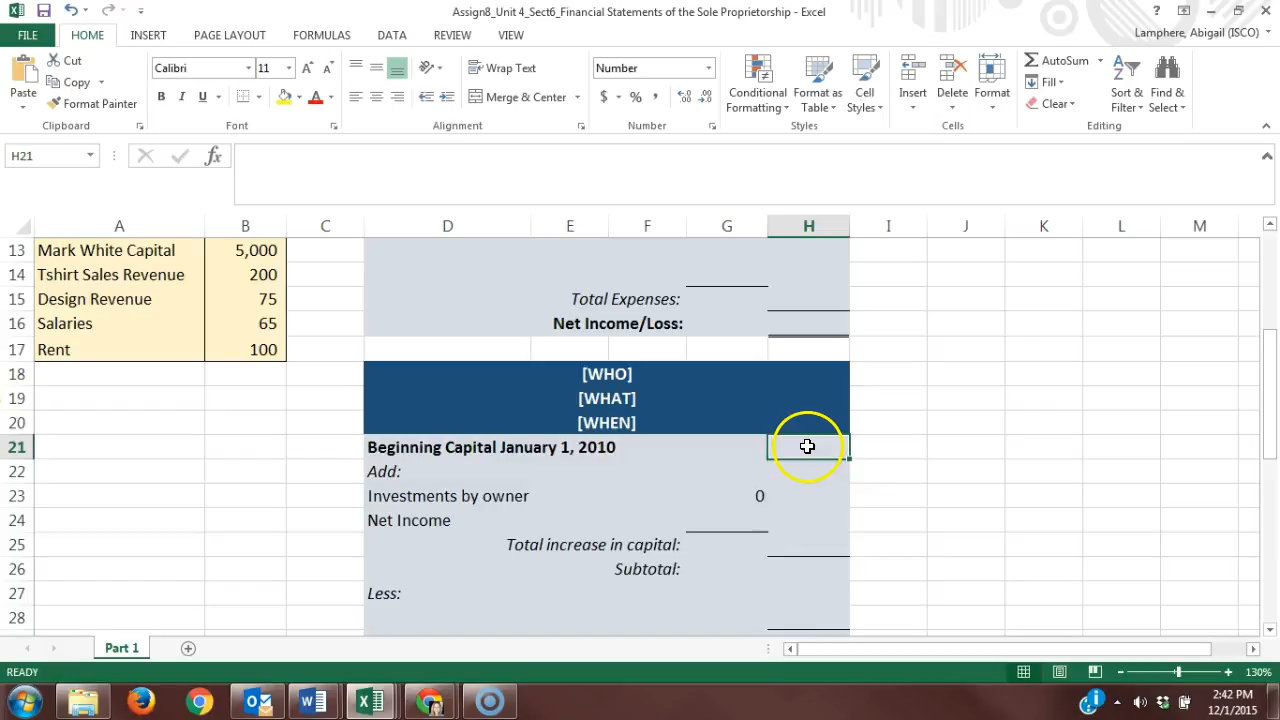 Assign8_Unit 4_Sect6_Financial Statements of the Sole Proprietorship - Excel
?
FILE HOME INSERT PAGE LAYOUT FORMULAS DATA REVIEW VIEW
Lamphere, Abigail (ISCO)
Paste
Cut
Copy
Format Painter
Clipboard
Calibri 11
B I U
Font
Wrap Text
Merge & Center
Alignment
Number
$ % ,
Number
Conditional Formatting
Format as Table
Cell Styles
Styles
Insert Delete Format
Cells
AutoSum
Fill
Clear
Sort & Filter
Find & Select
Editing
H21
fx
A B C D E F G H I J K L M
13 Mark White Capital 5,000
14 Tshirt Sales Revenue 200
15 Design Revenue 75 Total Expenses:
16 Salaries 65 Net Income/Loss:
17 Rent 100
18 [WHO]
19 [WHAT]
20 [WHEN]
21 Beginning Capital January 1, 2010
22 Add:
23 Investments by owner 0
24 Net Income
25 Total increase in capital:
26 Subtotal:
27 Less:
28
Part 1
READY
130%
2:42 PM
12/1/2015